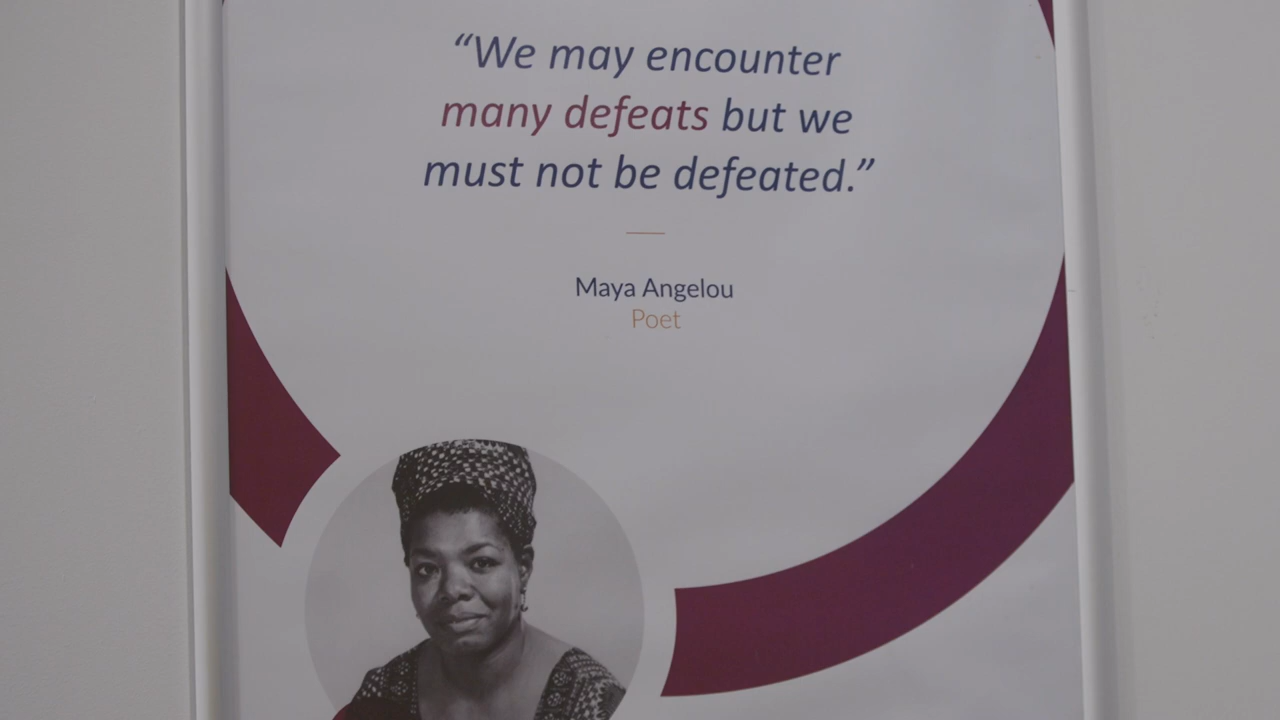 “We may encounter
many defeats but we
must not be defeated.”
Maya Angelou
Poet